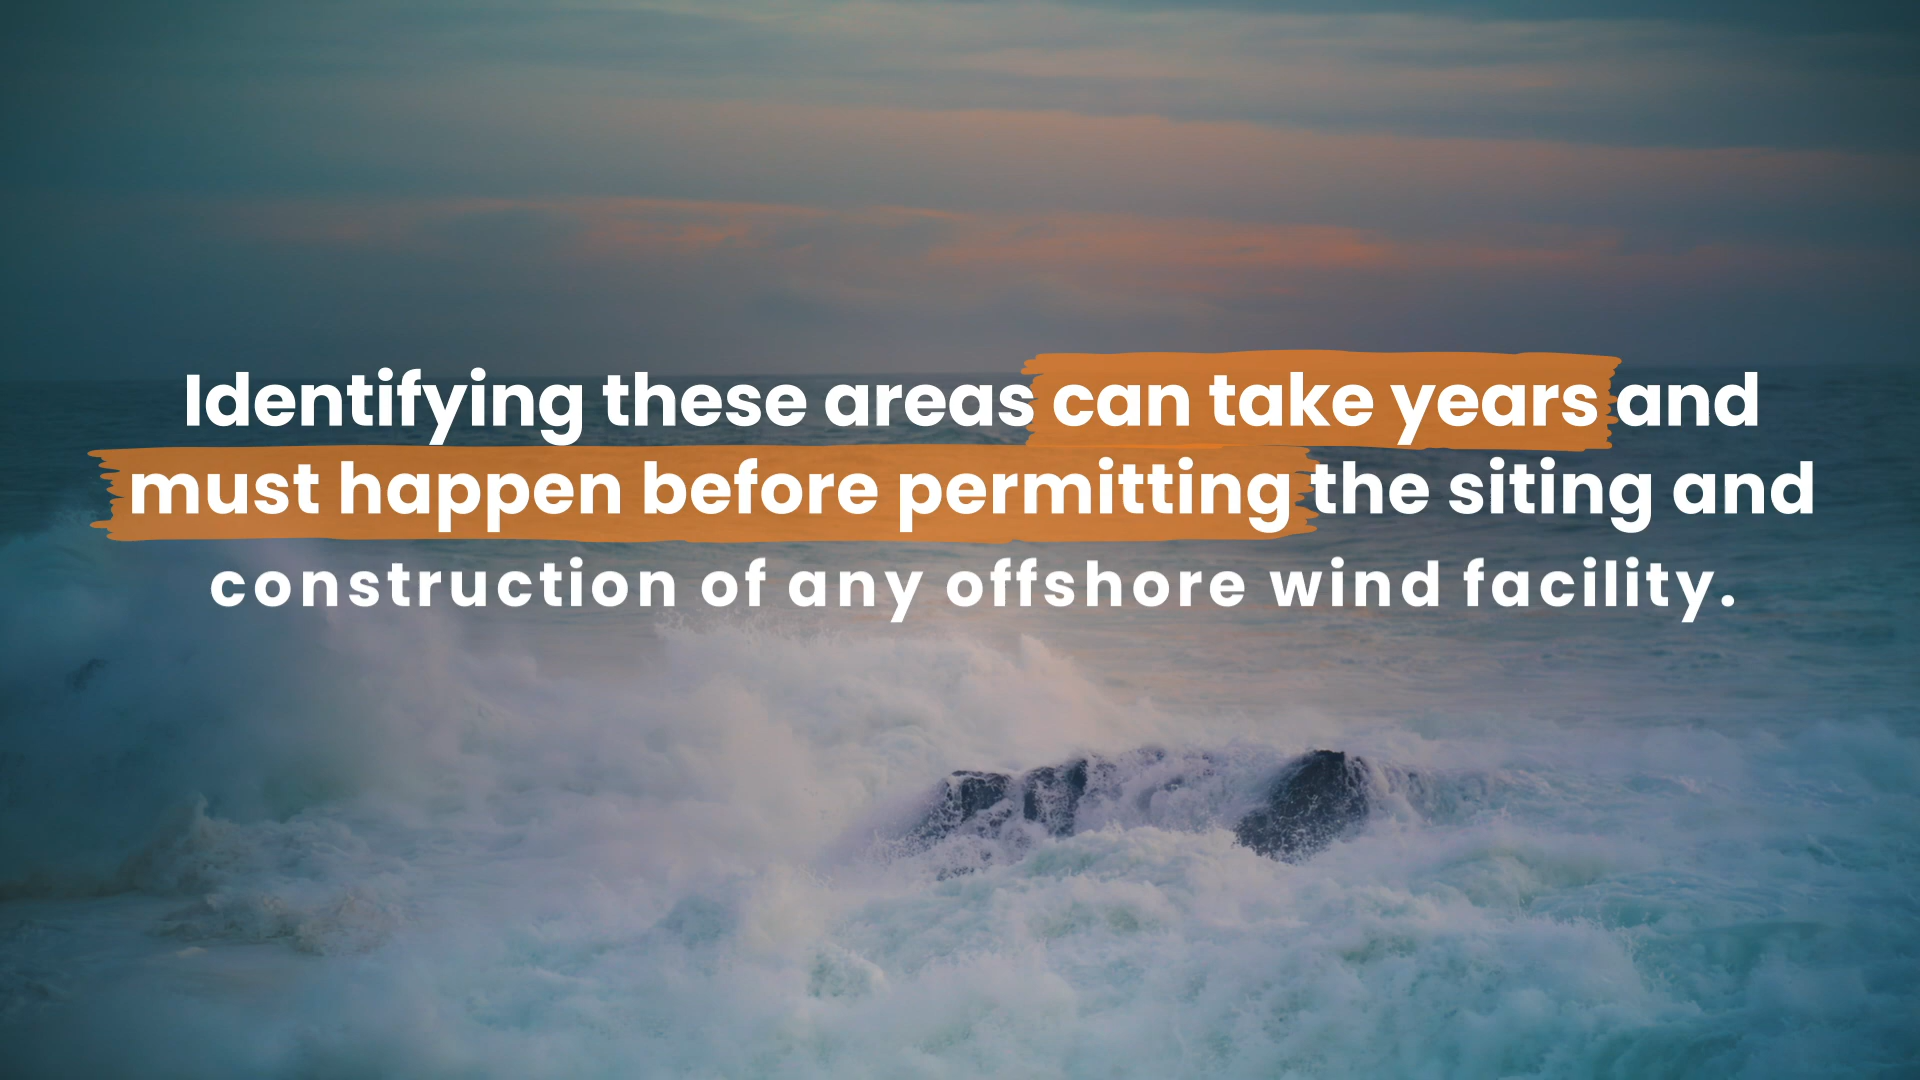 Identifying these areas can take years and
must happen before permitting the siting and
construction of any offshore wind facility.